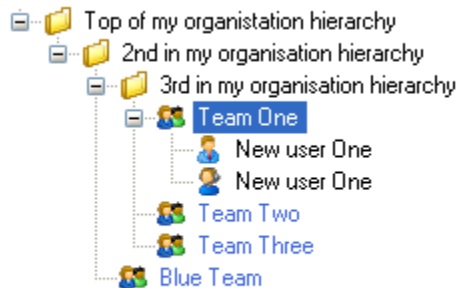 Top of my organistation hierarchy
2nd in my organisation hierarchy
3rd in my organisation hierarchy
Team One
New user One
New user One
Team Two
Team Three
Blue Team